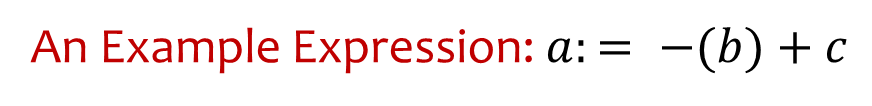 An Example Expression: a: = −(b) + c